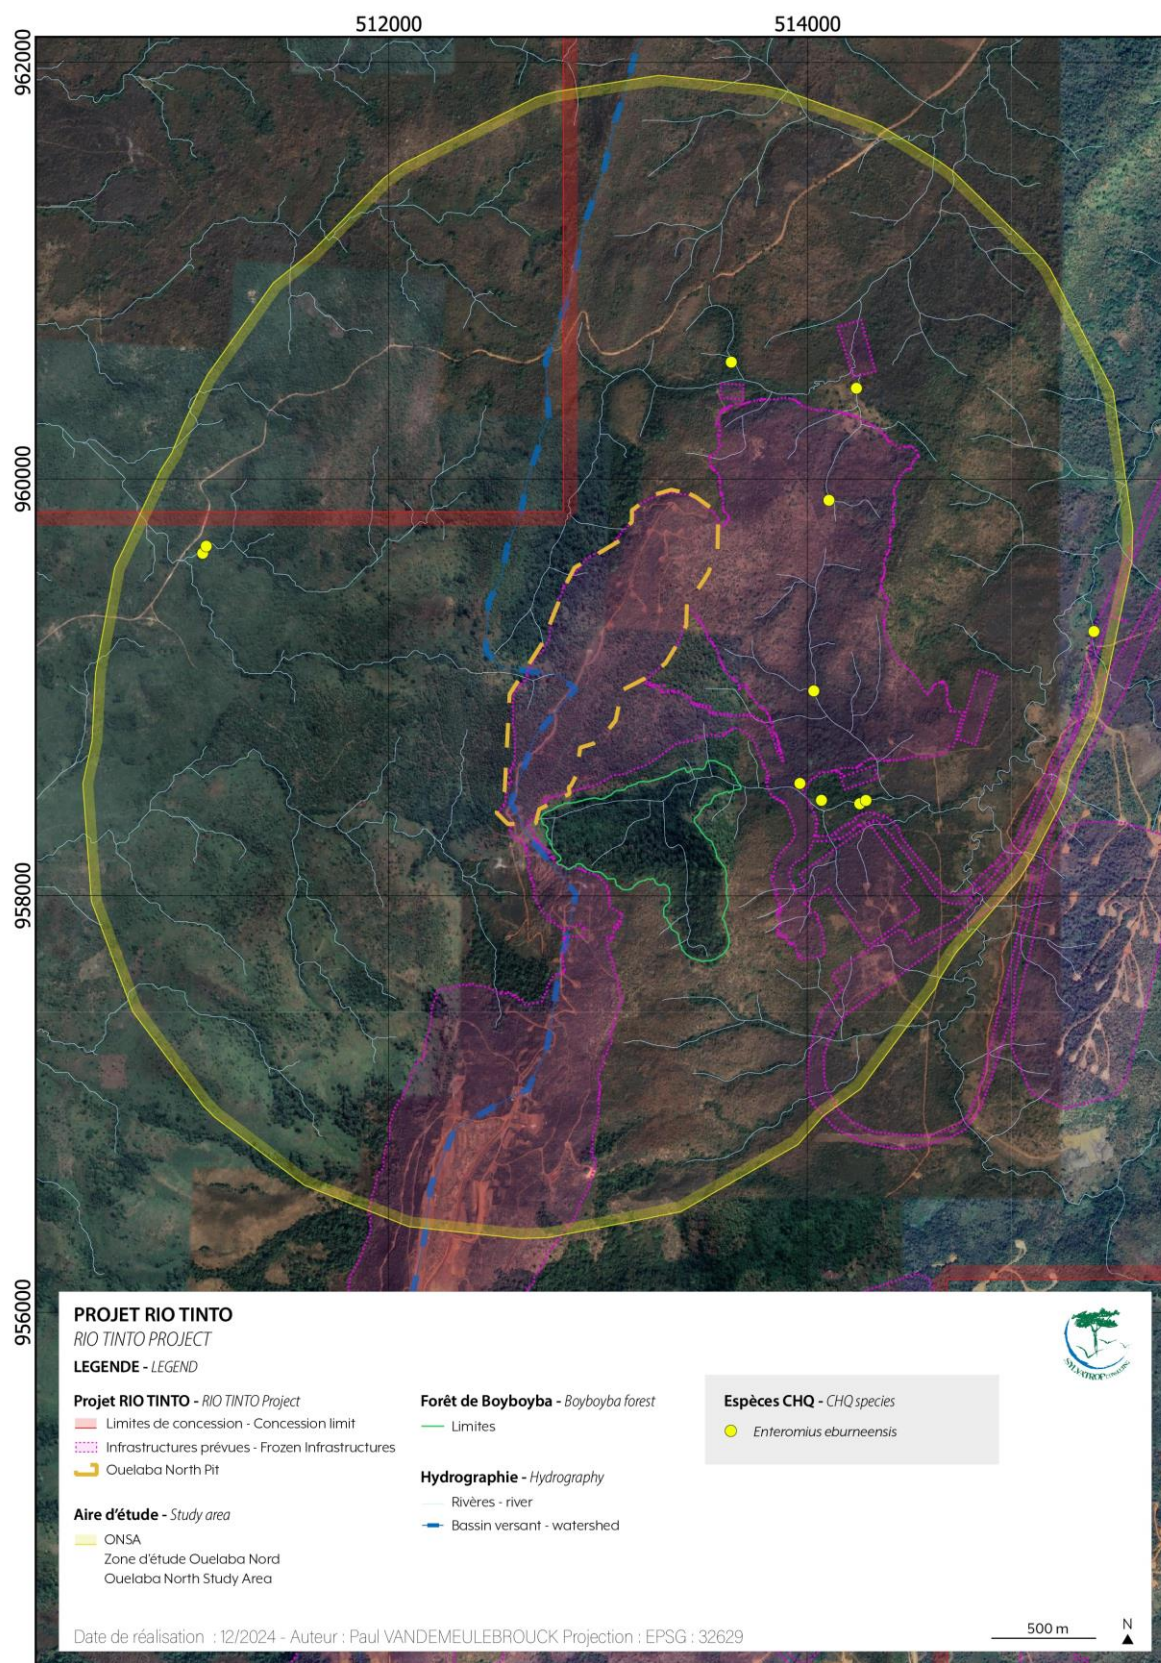 512000
514000
962000
960000
958000
956000
PROJET RIO TINTO
RIO TINTO PROJECT
LEGENDE - LEGEND
Projet RIO TINTO - RIO TINTO Project
Limites de concession - Concession limit
Infrastructures prévues - Frozen Infrastructures
Ouelaba North Pit
Aire d'étude - Study area
ONSA
Zone d'étude Ouelaba Nord
Ouelaba North Study Area
Forêt de Boyboyba - Boyboyba forest
Limites
Hydrographie - Hydrography
Rivères - river
Bassin versant - watershed
Espèces CHQ - CHQ species
Enteromius eburneensis
SYLVATROP CONSULTING
Date de réalisation : 12/2024 - Auteur : Paul VANDEMEULEBROUCK Projection : EPSG : 32629
500 m
N